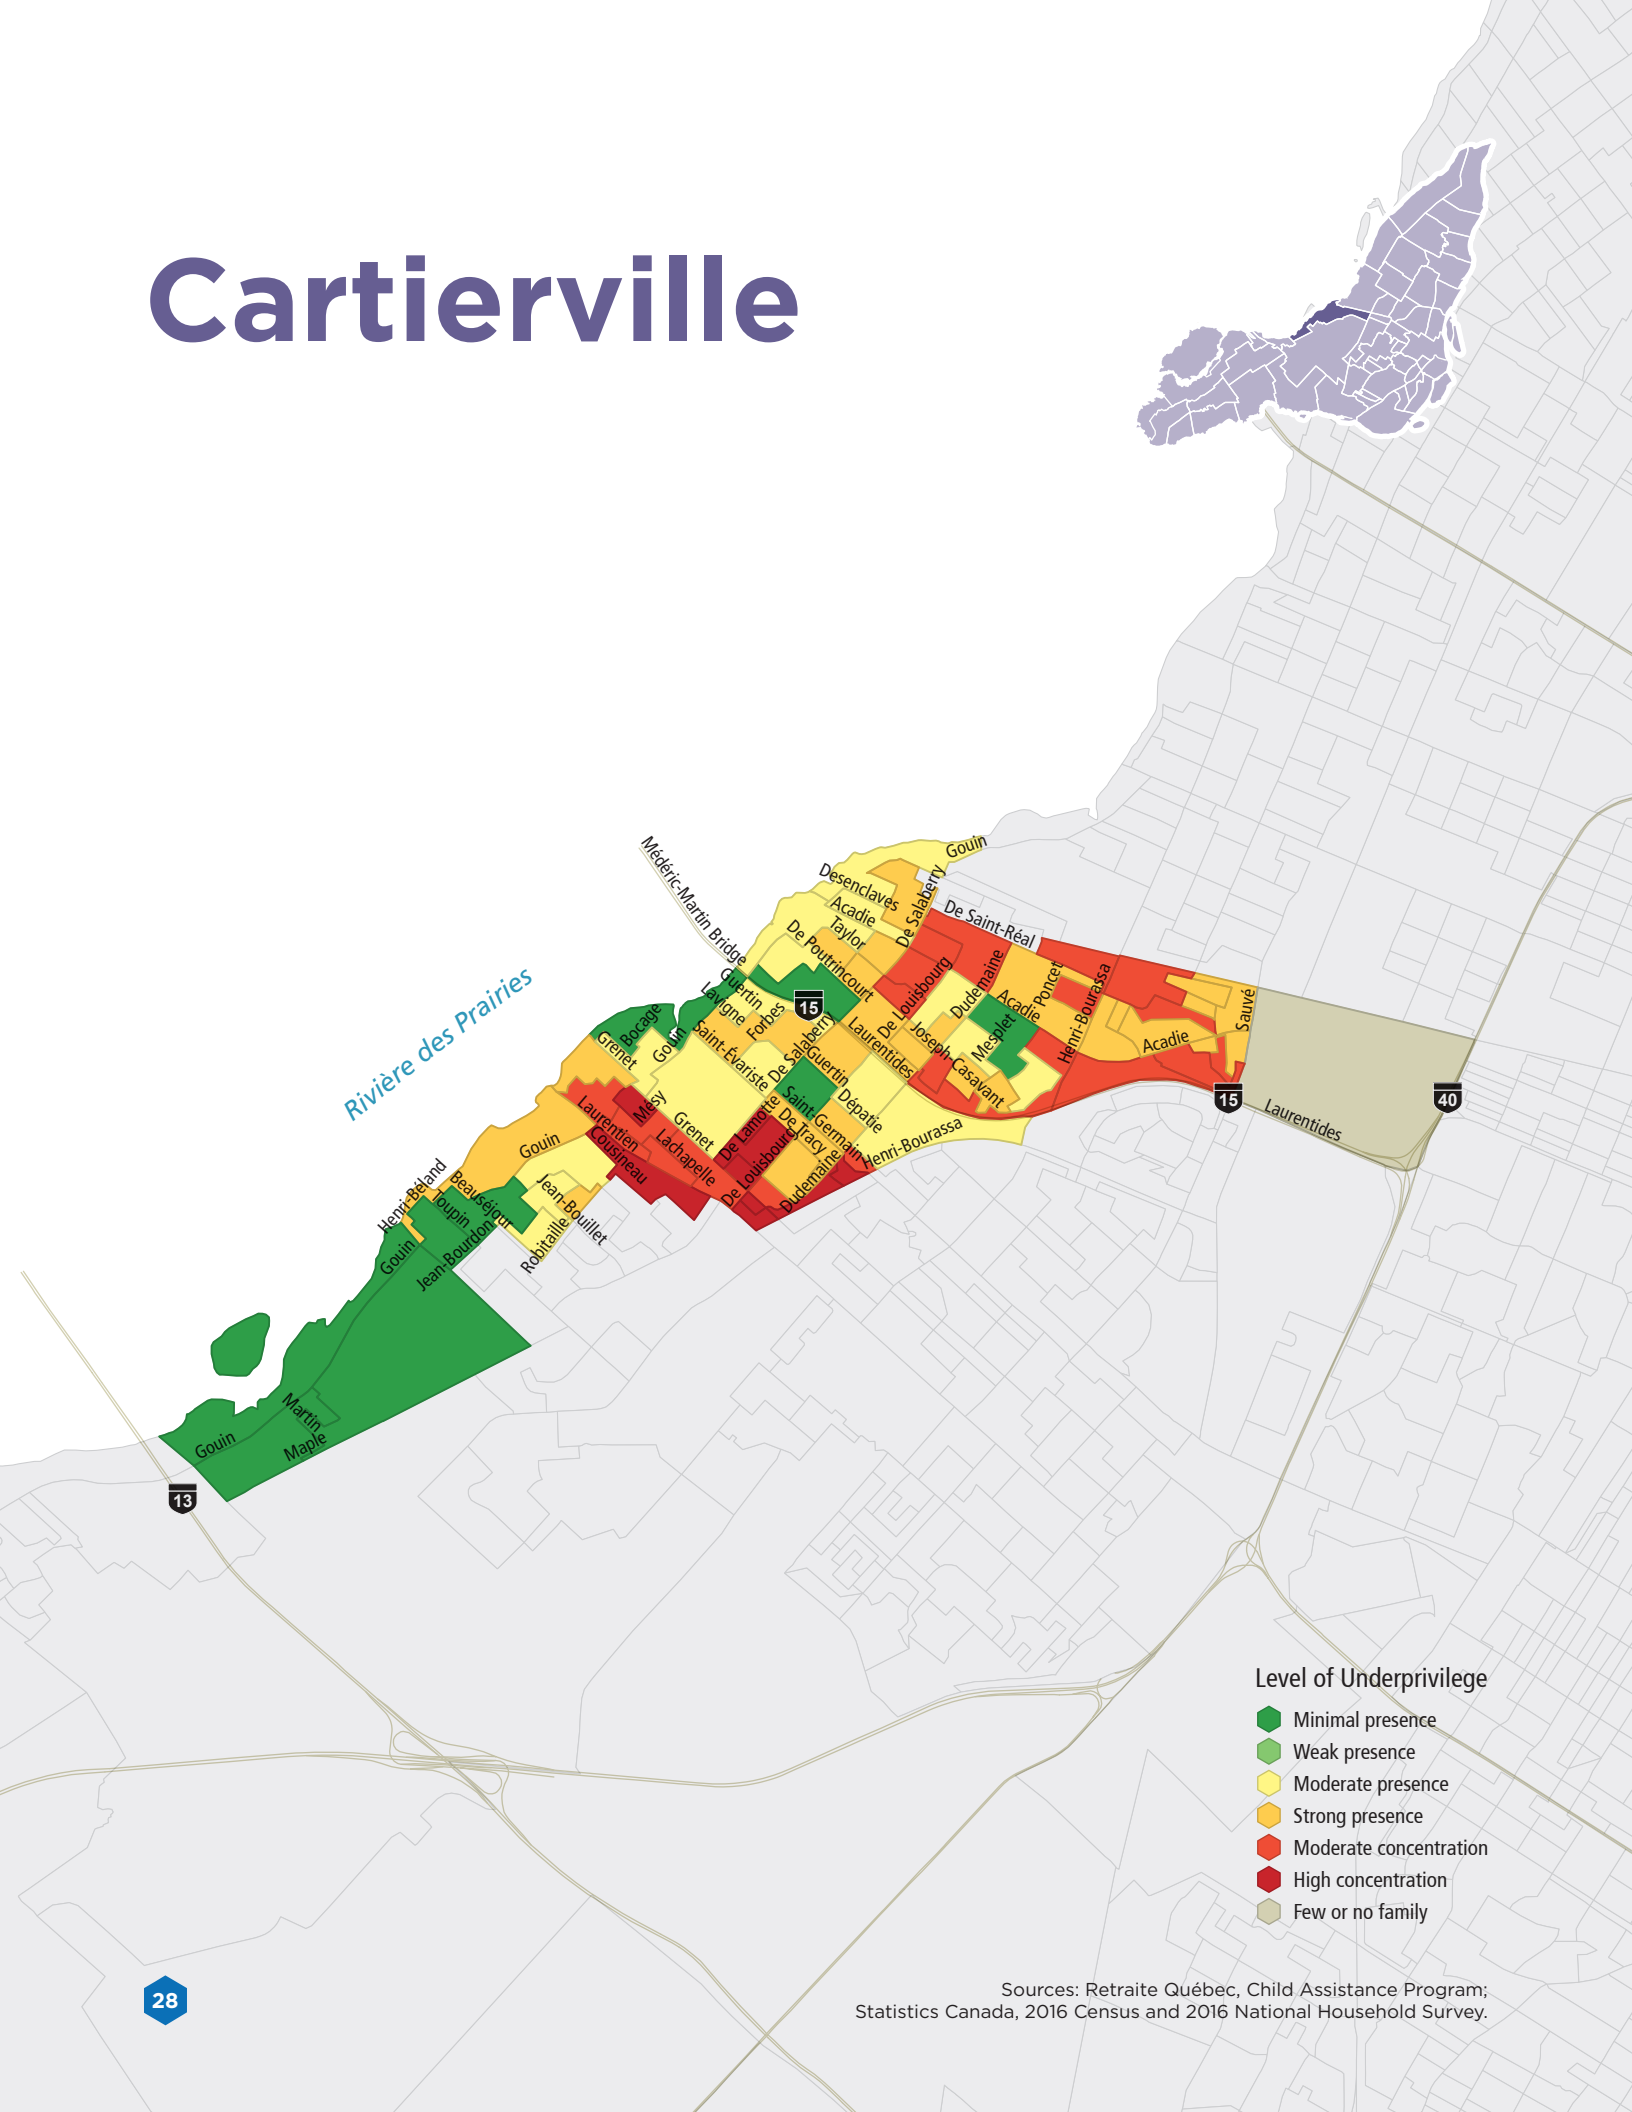 Cartierville
Rivière des Prairies
Médéric-Martin Bridge
Gouin
Desenclaves
De Salaberry
Acadie
Taylor
De Saint-Réal
De Poutrincourt
Guertin
Lavigne
15
Forbes
De Louisbourg
Dudemaine
Acadie
Poncet
Henri-Bourassa
Sauvé
Bocage
Gouin
Grenet
Saint-Évariste
De Salaberry
Laurentides
Joseph-Casavant
Mesplet
Acadie
Guertin
Mesy
Saint-Germain
Dépatie
15
40
Laurentides
Laurentien
Grenet
De Lamotte
De Tracy
Henri-Bourassa
Cousineau
Lachapelle
De Louisbourg
Dudemaine
Gouin
Henri-Béland
Beauséjour
Toupin
Jean-Bouillet
Robitaille
Gouin
Jean-Bourdon
Martin
Gouin
Maple
13
Level of Underprivilege
Minimal presence
Weak presence
Moderate presence
Strong presence
Moderate concentration
High concentration
Few or no family
Sources: Retraite Québec, Child Assistance Program;
Statistics Canada, 2016 Census and 2016 National Household Survey.
28